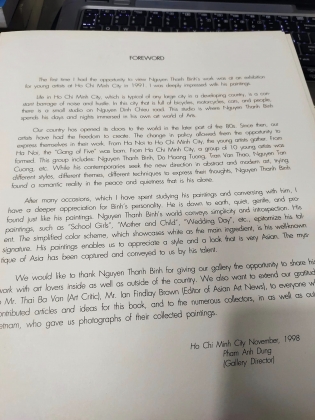 FOREWORD
The first time I had the opportunity to view Nguyen Thanh Binh's work was at an exhibition
for young artists at Ho Chi Minh City in 1991. I was deeply impressed with his paintings.
Life in Ho Chi Minh City, which is typical of any large city in a developing country, is a con-
stant barrage of noise and hustle. In this city that is full of bicycles, motorcycles, cars, and people,
there is a small studio on Nguyen Dinh Chieu road. This studio is where Nguyen Thanh Binh
spends his days and nights immersed in his own art world of Arts.
Our country has opened its doors to the world in the later part of the 80s. Since then, our
artists have had the freedom to create. The change in policy allowed them the opportunity to
express themselves in their work. From Ha Noi to Ho Chi Minh City, the young artists gather. From
Ha Noi, the "Gang of Five" was born. From Ho Chi Minh City, a group of 10 young artists was
formed. This group includes Nguyen Thanh Binh, Do Hoang Tuong, Tran Van Thao, Nguyen Tan
Cuong, etc. While his contemporaries seek the new direction in abstract and modern art, trying
different styles, different themes, different techniques to express their thoughts, Nguyen Thanh Binh
found a romantic reality in the peace and quietness that is his alone.
After many occasions, which I have spent studying his paintings and conversing with him, I
have a deeper appreciation for Binh's personality. He is down to earth, quiet, gentle, and pro-
found just like his paintings. Nguyen Thanh Binh's world conveys simplicity and introspection. His
paintings, such as "School Girls", "Mother and Child", "Wedding Day", etc., epitomize his tal-
ent. The simplified color scheme, which showcases white as the main ingredient, is his well-known
signature. His paintings enables us to appreciate a style and a look that is very Asian. The mys-
tique of Asia has been captured and conveyed to us by his talent.
We would like to thank Nguyen Thanh Binh for giving our gallery the opportunity to share his
work with art lovers inside as well as outside of the country. We also want to extend our gratitude
Mr. Thai Ba Van (Art Critic), Mr. Ian Findlay Brown (Editor of Asian Art News), to everyone who
contributed articles and ideas for this book, and to the numerous collectors, in as well as out
etnam, who gave us photographs of their collected paintings.
Ho Chi Minh City November, 1998
Pham Anh Dung
(Gallery Director)